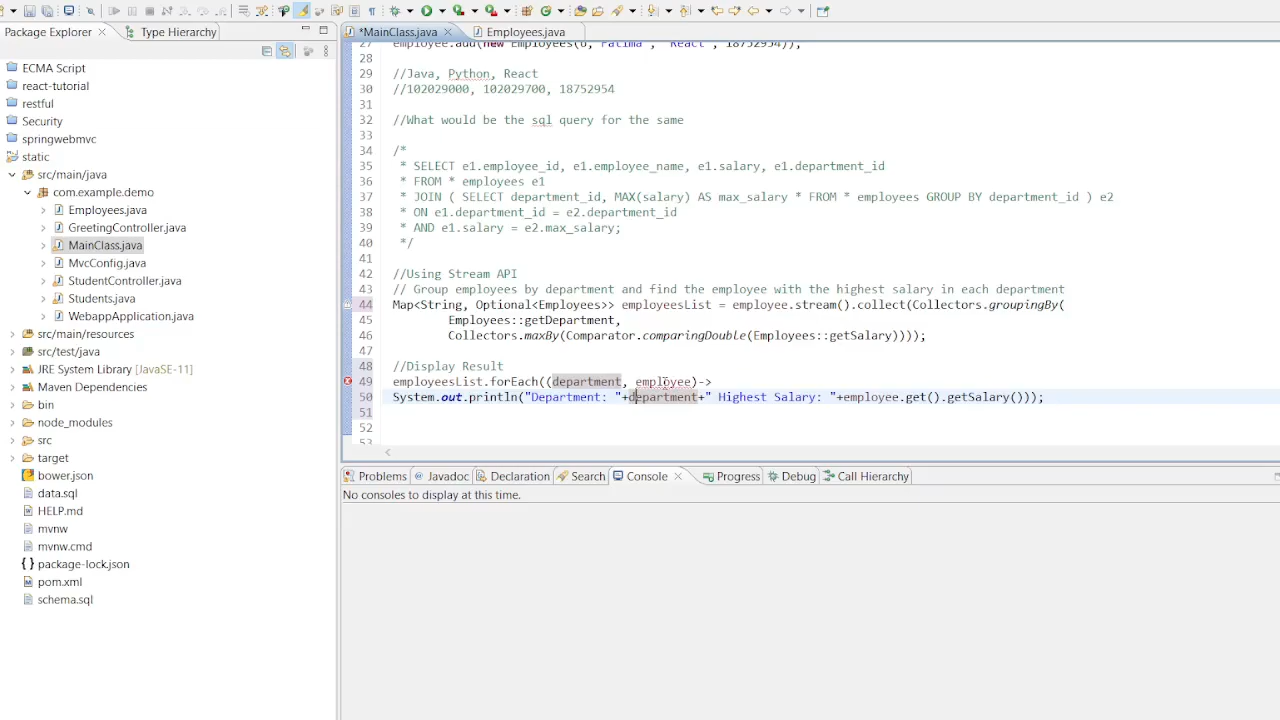 Package Explorer
Type Hierarchy
*MainClass.java
Employees.java
ECMA Script
react-tutorial
restful
Security
springwebmvc
static
src/main/java
com.example.demo
Employees.java
GreetingController.java
MainClass.java
MvcConfig.java
StudentController.java
Students.java
WebappApplication.java
src/main/resources
src/test/java
JRE System Library [JavaSE-11]
Maven Dependencies
bin
node_modules
src
target
bower.json
data.sql
HELP.md
mvnw
mvnw.cmd
package-lock.json
pom.xml
schema.sql
27 employee.add(new Employees(6, "Fatima", "React", 18752954));
28
29 //Java, Python, React
30 //102029000, 102029700, 18752954
31
32 //What would be the sql query for the same
33
34 /*
35 * SELECT e1.employee_id, e1.employee_name, e1.salary, e1.department_id
36 * FROM * employees e1
37 * JOIN ( SELECT department_id, MAX(salary) AS max_salary * FROM * employees GROUP BY department_id ) e2
38 * ON e1.department_id = e2.department_id
39 * AND e1.salary = e2.max_salary;
40 */
41
42 //Using Stream API
43 // Group employees by department and find the employee with the highest salary in each department
44 Map<String, Optional<Employees>> employeesList = employee.stream().collect(Collectors.groupingBy(
45 Employees::getDepartment,
46 Collectors.maxBy(Comparator.comparingDouble(Employees::getSalary))));
47
48 //Display Result
49 employeesList.forEach((department, employee)->
50 System.out.println("Department: "+department+" Highest Salary: "+employee.get().getSalary()));
51
52
53
Problems
Javadoc
Declaration
Search
Console
Progress
Debug
Call Hierarchy
No consoles to display at this time.